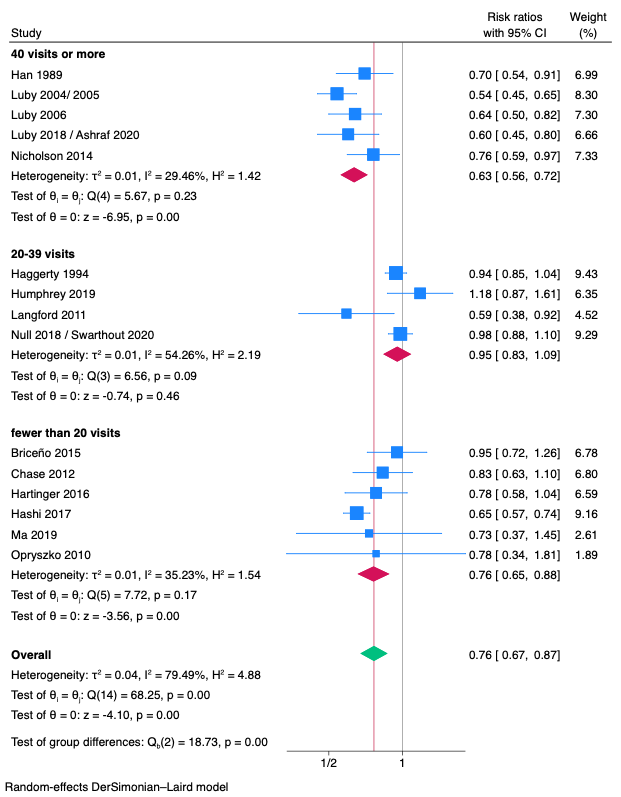 Risk ratios Weight
Study with 95% CI (%)
40 visits or more
Han 1989 0.70 [ 0.54, 0.91] 6.99
Luby 2004/ 2005 0.54 [ 0.45, 0.65] 8.30
Luby 2006 0.64 [ 0.50, 0.82] 7.30
Luby 2018 / Ashraf 2020 0.60 [ 0.45, 0.80] 6.66
Nicholson 2014 0.76 [ 0.59, 0.97] 7.33
Heterogeneity: τ² = 0.01, I² = 29.46%, H² = 1.42 0.63 [ 0.56, 0.72]
Test of θᵢ = θⱼ: Q(4) = 5.67, p = 0.23
Test of θ = 0: z = -6.95, p = 0.00
20-39 visits
Haggerty 1994 0.94 [ 0.85, 1.04] 9.43
Humphrey 2019 1.18 [ 0.87, 1.61] 6.35
Langford 2011 0.59 [ 0.38, 0.92] 4.52
Null 2018 / Swarthout 2020 0.98 [ 0.88, 1.10] 9.29
Heterogeneity: τ² = 0.01, I² = 54.26%, H² = 2.19 0.95 [ 0.83, 1.09]
Test of θᵢ = θⱼ: Q(3) = 6.56, p = 0.09
Test of θ = 0: z = -0.74, p = 0.46
fewer than 20 visits
Briceño 2015 0.95 [ 0.72, 1.26] 6.78
Chase 2012 0.83 [ 0.63, 1.10] 6.80
Hartinger 2016 0.78 [ 0.58, 1.04] 6.59
Hashi 2017 0.65 [ 0.57, 0.74] 9.16
Ma 2019 0.73 [ 0.37, 1.45] 2.61
Opryszko 2010 0.78 [ 0.34, 1.81] 1.89
Heterogeneity: τ² = 0.01, I² = 35.23%, H² = 1.54 0.76 [ 0.65, 0.88]
Test of θᵢ = θⱼ: Q(5) = 7.72, p = 0.17
Test of θ = 0: z = -3.56, p = 0.00
Overall 0.76 [ 0.67, 0.87]
Heterogeneity: τ² = 0.04, I² = 79.49%, H² = 4.88
Test of θᵢ = θⱼ: Q(14) = 68.25, p = 0.00
Test of θ = 0: z = -4.10, p = 0.00
Test of group differences: Q_b(2) = 18.73, p = 0.00
1/2 1
Random-effects DerSimonian–Laird model